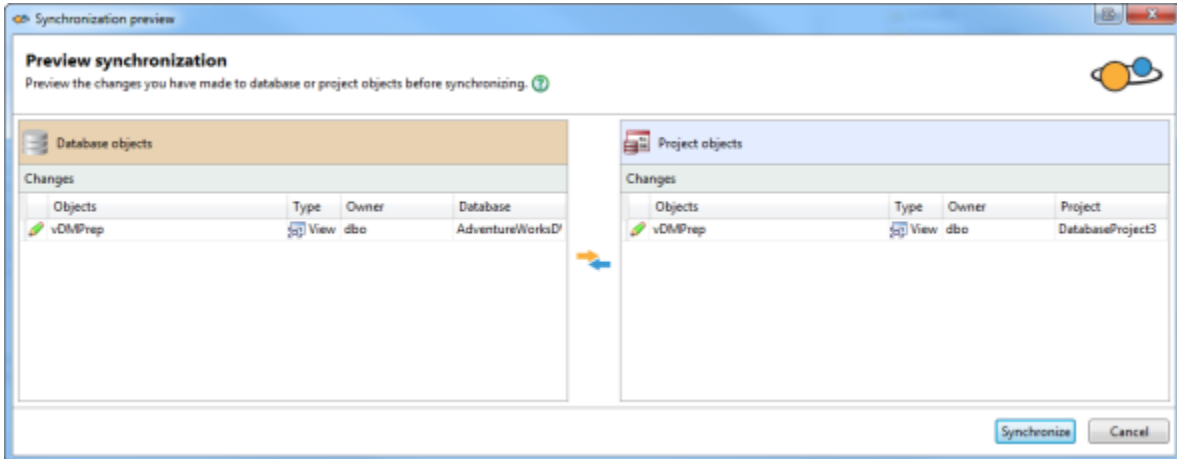 Synchronization preview
Preview synchronization
Preview the changes you have made to database or project objects before synchronizing. ?
Database objects
Changes
Objects Type Owner Database
vDMPrep View dbo AdventureWorksD
Project objects
Changes
Objects Type Owner Project
vDMPrep View dbo DatabaseProject3
Synchronize Cancel